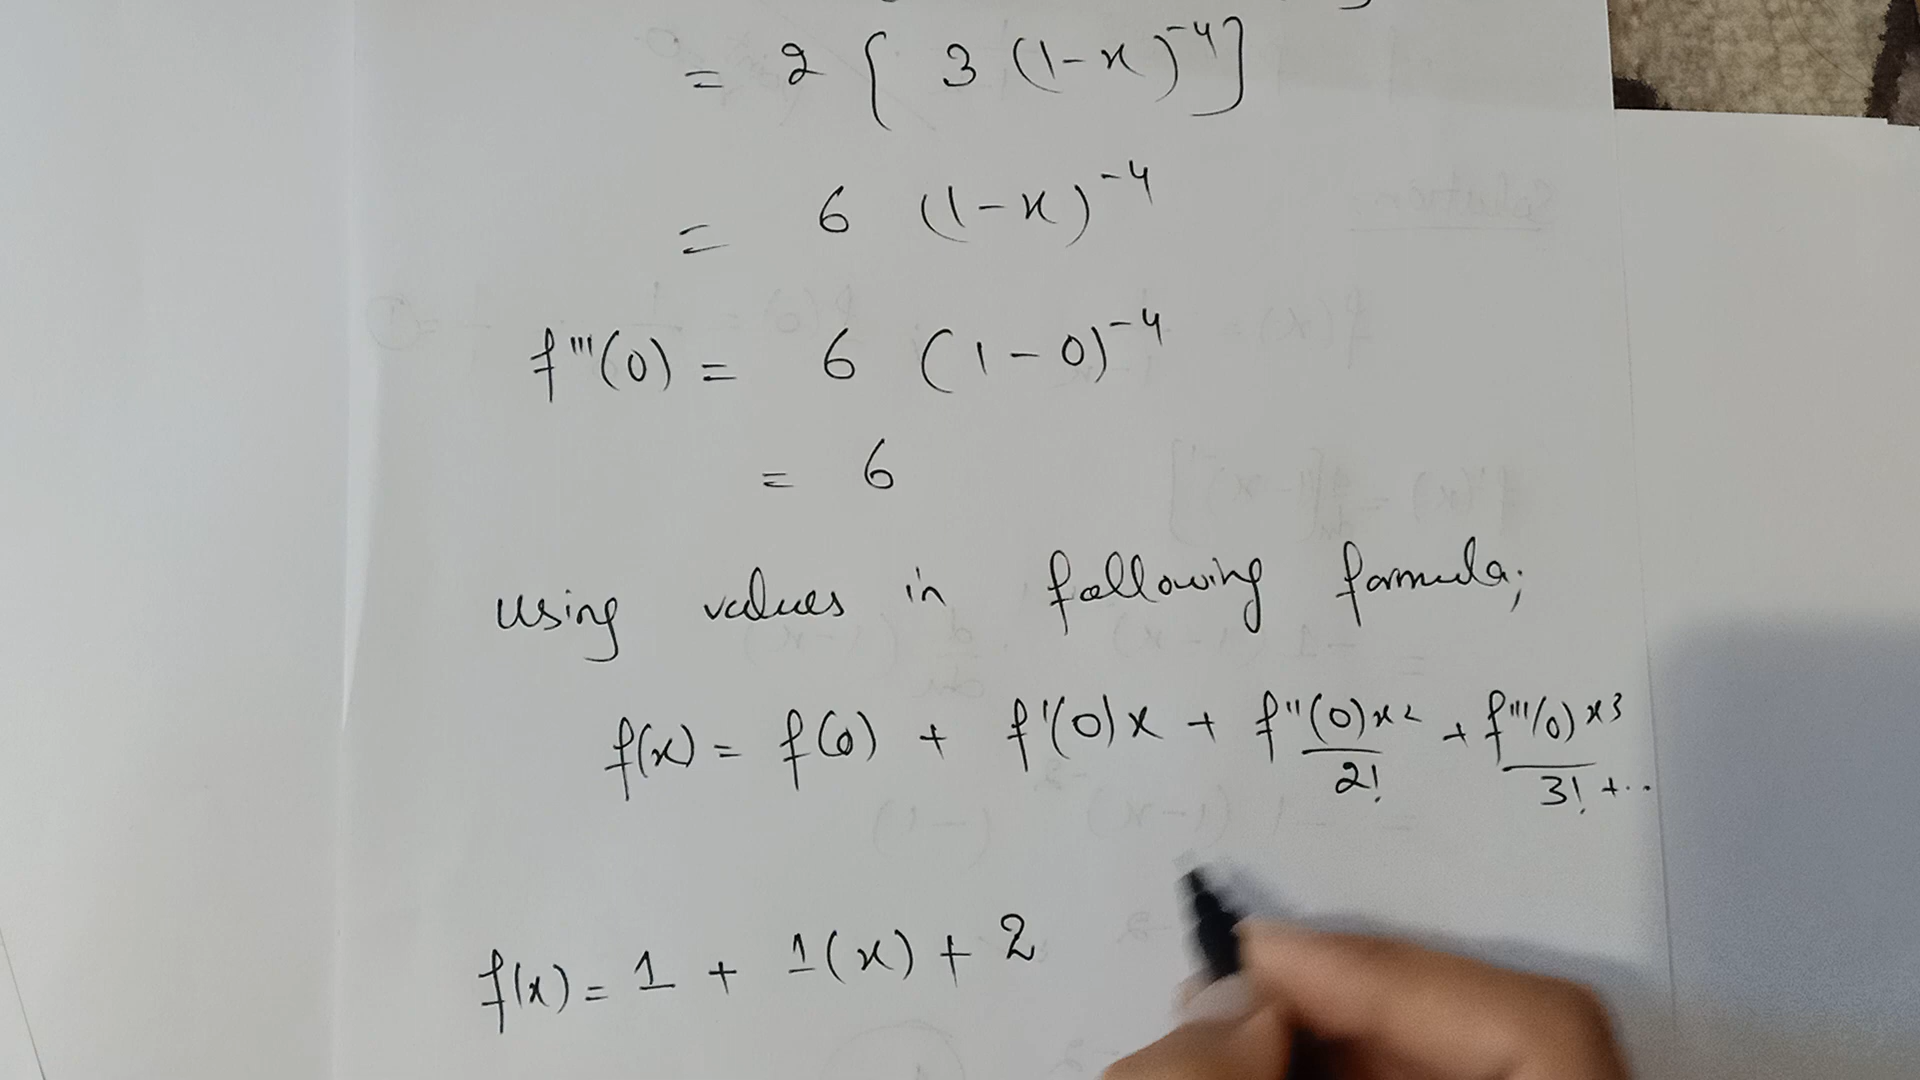 = 2 [ 3 (1-x)⁻⁴]
= 6 (1-x)⁻⁴
f'''(0) = 6 (1-0)⁻⁴
= 6
using values in following formula;
f(x) = f(0) + f'(0)x + f''(0)x²/2! + f'''(0)x³/3! +..
f(x) = 1 + 1(x) + 2